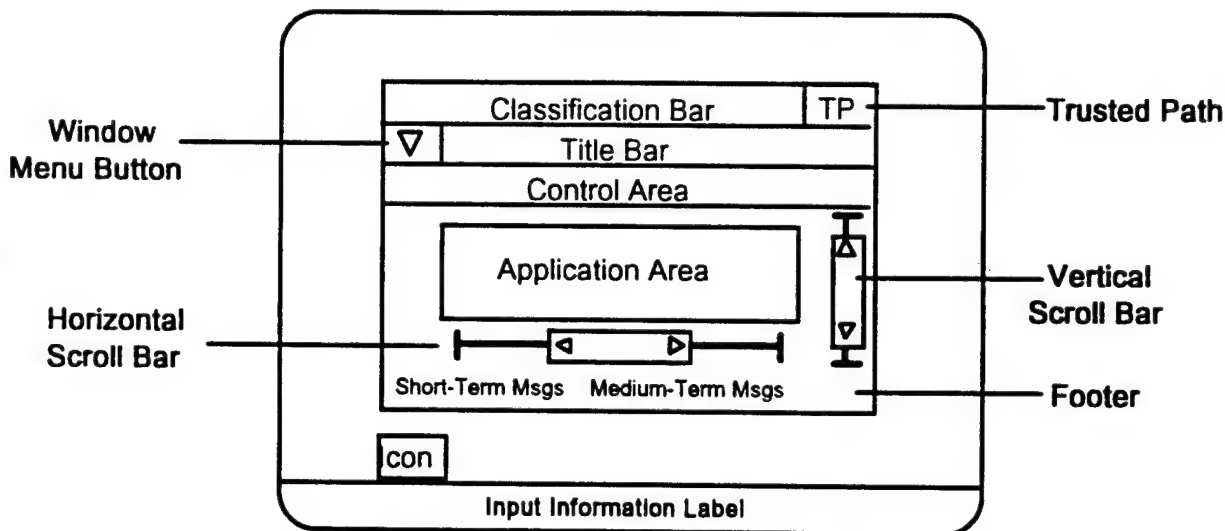 Classification Bar
TP
Trusted Path
Window
Menu Button
Title Bar
Control Area
Application Area
Vertical
Scroll Bar
Horizontal
Scroll Bar
Short-Term Msgs
Medium-Term Msgs
Footer
Icon
Input Information Label